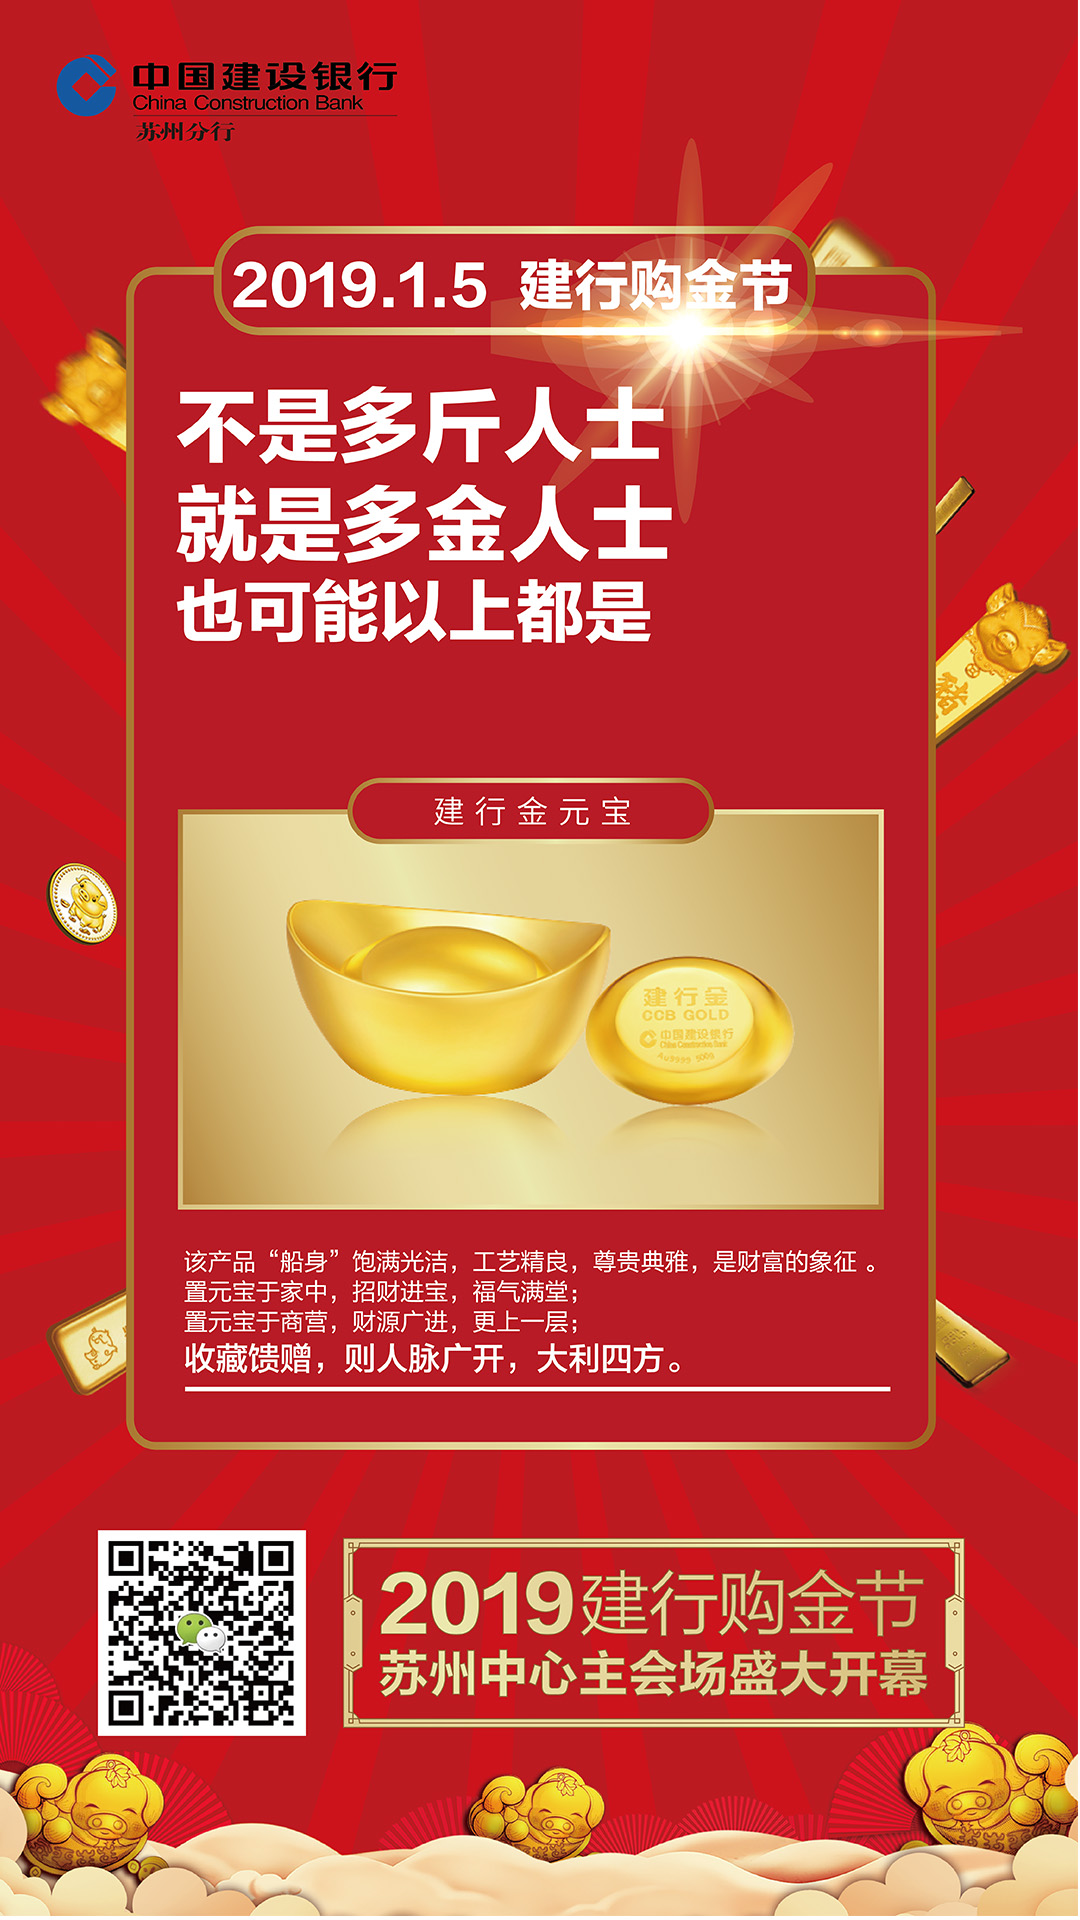 中国建设银行
China Construction Bank
苏州分行
2019.1.5 建行购金节
不是多斤人士
就是多金人士
也可能以上都是
猪
建行金元宝
建行金
CCB GOLD
中国建设银行
China Construction Bank
Au9999 500g
该产品“船身”饱满光洁，工艺精良，尊贵典雅，是财富的象征 。
置元宝于家中，招财进宝，福气满堂；
置元宝于商营，财源广进，更上一层；
收藏馈赠，则人脉广开，大利四方。
2019建行购金节
苏州中心主会场盛大开幕